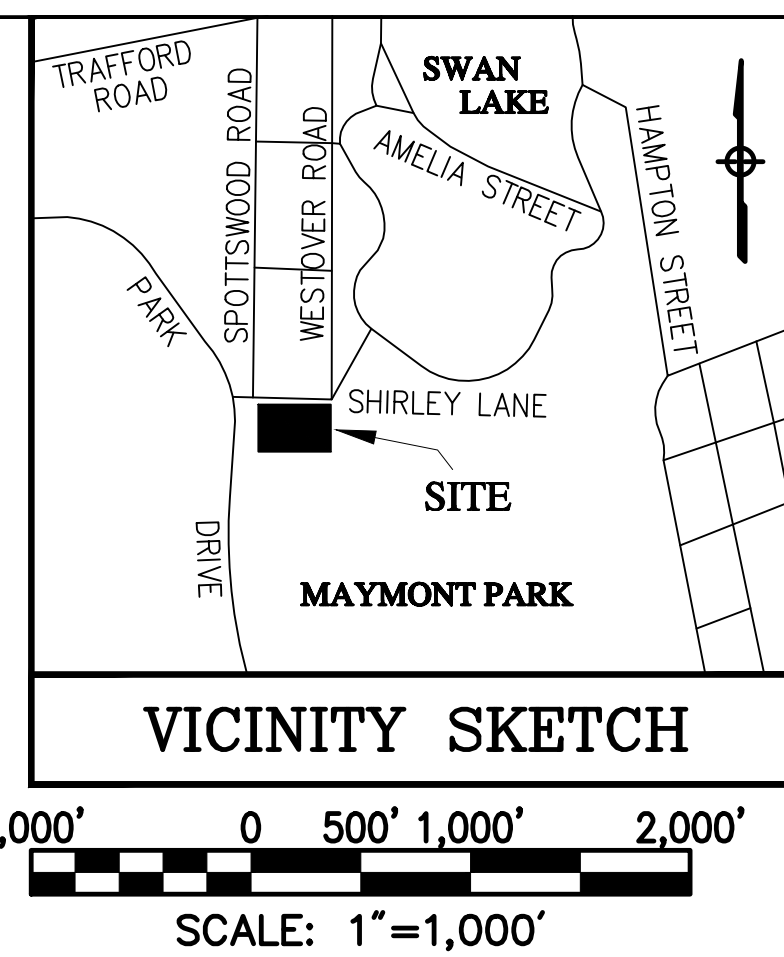 TRAFFORD
ROAD
SPOTTSWOOD ROAD
WESTOVER ROAD
SWAN
LAKE
AMELIA STREET
HAMPTON STREET
PARK
DRIVE
SHIRLEY LANE
SITE
MAYMONT PARK
VICINITY SKETCH
,000' 0 500' 1,000' 2,000'
SCALE: 1"=1,000'